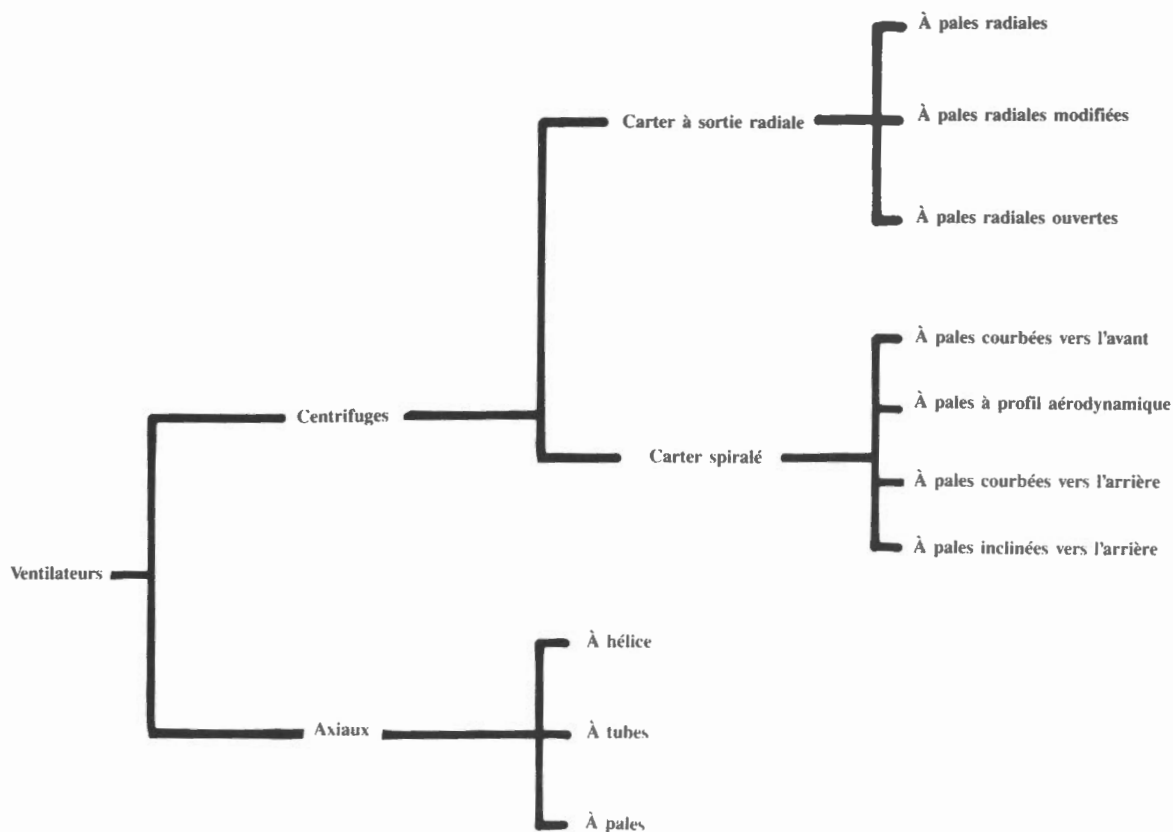 À pales radiales
Carter à sortie radiale
À pales radiales modifiées
À pales radiales ouvertes
À pales courbées vers l'avant
À pales à profil aérodynamique
Centrifuges
Carter spiralé
À pales courbées vers l'arrière
À pales inclinées vers l'arrière
Ventilateurs
À hélice
Axiaux
À tubes
À pales